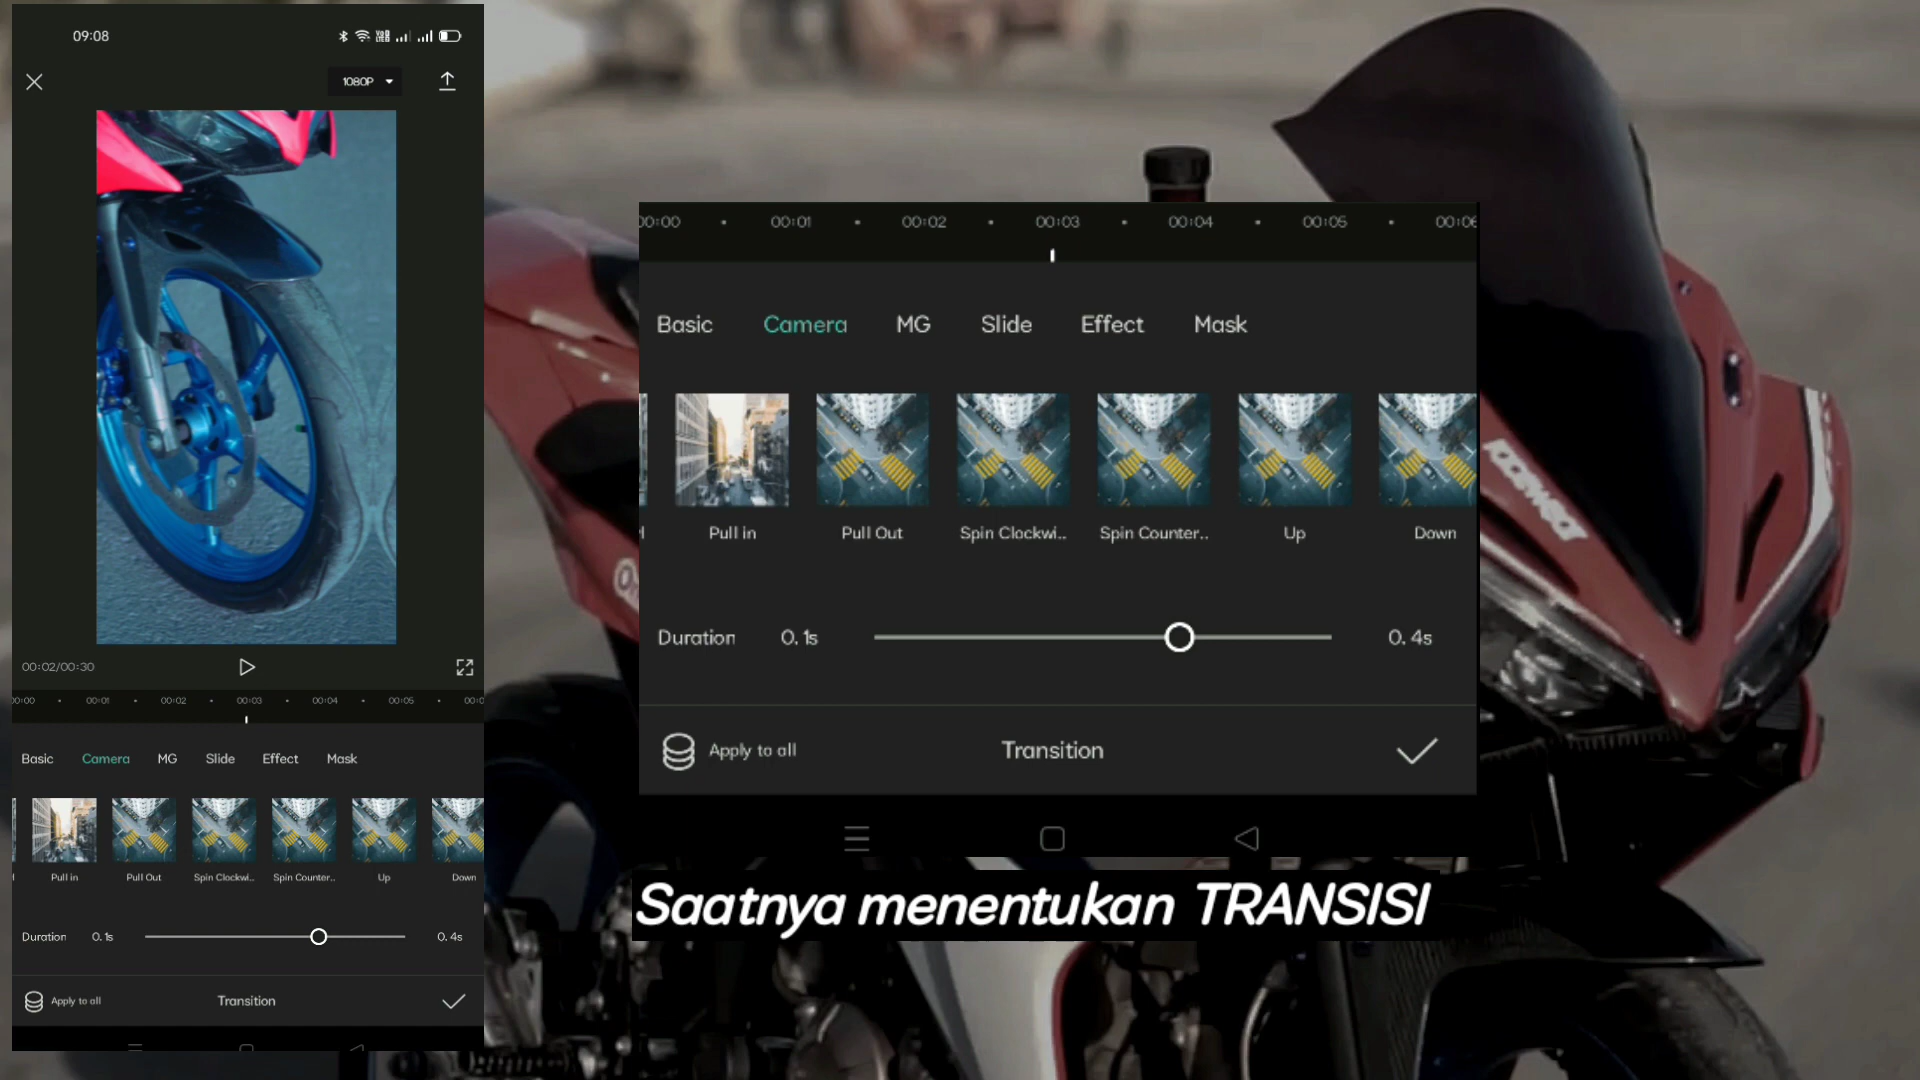 09:08
1080P
00:02/00:30
00:00 00:01 00:02 00:03 00:04 00:05
Basic Camera MG Slide Effect Mask
Pull in Pull Out Spin Clockwi.. Spin Counter.. Up Down
Duration 0.1s 0.4s
Apply to all Transition
00:00 00:01 00:02 00:03 00:04 00:05 00:06
Basic Camera MG Slide Effect Mask
Pull in Pull Out Spin Clockwi.. Spin Counter.. Up Down
Duration 0.1s 0.4s
Apply to all Transition
Saatnya menentukan TRANSISI